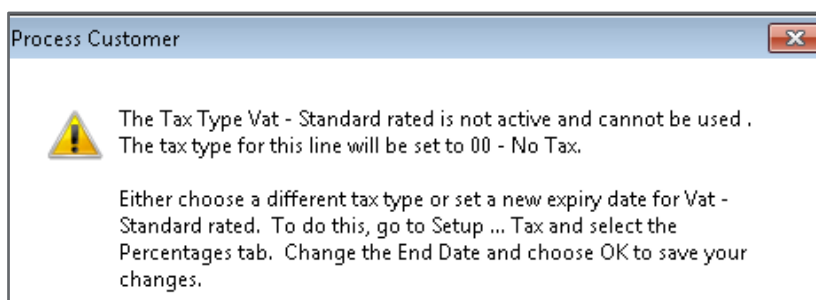 Process Customer
The Tax Type Vat - Standard rated is not active and cannot be used .
The tax type for this line will be set to 00 - No Tax.
Either choose a different tax type or set a new expiry date for Vat -
Standard rated.  To do this, go to Setup ... Tax and select the
Percentages tab.  Change the End Date and choose OK to save your
changes.